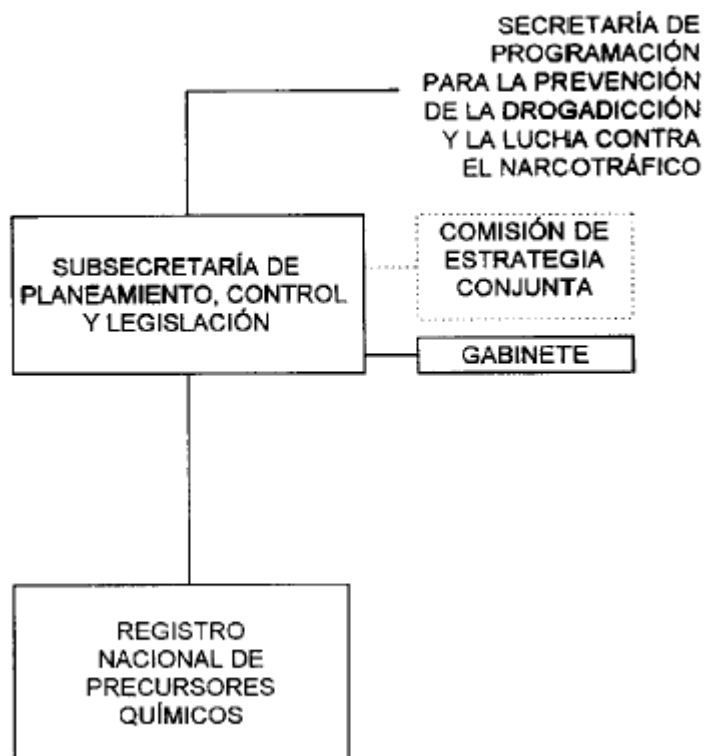 SECRETARÍA DE
PROGRAMACIÓN
PARA LA PREVENCIÓN
DE LA DROGADICCIÓN
Y LA LUCHA CONTRA
EL NARCOTRÁFICO
SUBSECRETARÍA DE
PLANEAMIENTO, CONTROL
Y LEGISLACIÓN
COMISIÓN DE
ESTRATEGIA
CONJUNTA
GABINETE
REGISTRO
NACIONAL DE
PRECURSORES
QUÍMICOS